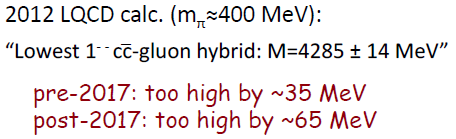 2012 LQCD calc. (mπ≈400 MeV):
“Lowest 1⁻⁻ cc̄-gluon hybrid: M=4285 ± 14 MeV”
pre-2017: too high by ~35 MeV
post-2017: too high by ~65 MeV